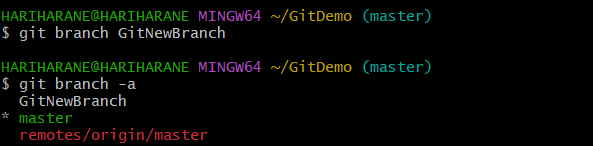 HARIHARANE@HARIHARANE MINGW64 ~/GitDemo (master)
$ git branch GitNewBranch
HARIHARANE@HARIHARANE MINGW64 ~/GitDemo (master)
$ git branch -a
  GitNewBranch
* master
  remotes/origin/master